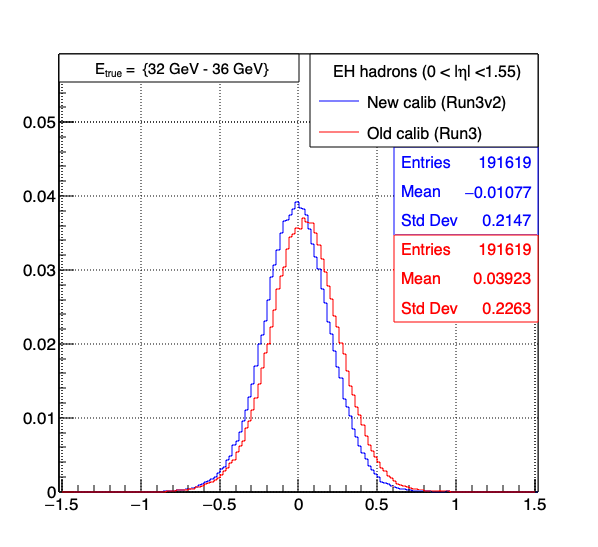 E_true = {32 GeV - 36 GeV}
EH hadrons (0 < |η| <1.55)
New calib (Run3v2)
Old calib (Run3)
Entries 191619
Mean −0.01077
Std Dev 0.2147
Entries 191619
Mean 0.03923
Std Dev 0.2263
0.05
0.04
0.03
0.02
0.01
0
−1.5 −1 −0.5 0 0.5 1 1.5